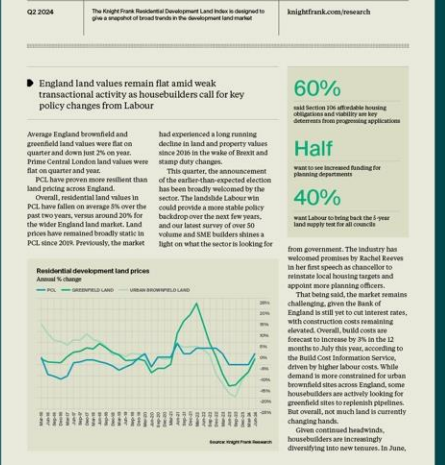 Q2 2024
The Knight Frank Residential Development Land Index is designed to
give a snapshot of broad trends in the development land market
knightfrank.com/research
England land values remain flat amid weak
transactional activity as housebuilders call for key
policy changes from Labour
Average England brownfield and
greenfield land values were flat on
quarter and down just 2% on year.
Prime Central London land values were
flat on quarter and year.
PCL have proven more resilient than
land pricing across England.
Overall, residential land values in
PCL have fallen on average 5% over the
past two years, versus around 20% for
the wider England land market. Land
prices have remained broadly static in
PCL since 2019. Previously, the market
had experienced a long running
decline in land and property values
since 2016 in the wake of Brexit and
stamp duty changes.
This quarter, the announcement
of the earlier-than-expected election
has been broadly welcomed by the
sector. The landslide Labour win
could provide a more stable policy
backdrop over the next few years,
and our latest survey of over 50
volume and SME builders shines a
light on what the sector is looking for
60%
said Section 106 affordable housing
obligations and viability are key
deterrents from progressing applications
Half
want to see increased funding for
planning departments
40%
want Labour to bring back the 5-year
land supply test for all councils
from government. The industry has
welcomed promises by Rachel Reeves
in her first speech as chancellor to
reinstate local housing targets and
appoint more planning officers.
That being said, the market remains
challenging, given the Bank of
England is still yet to cut interest rates,
with construction costs remaining
elevated. Overall, build costs are
forecast to increase by 3% in the 12
months to July this year, according to
the Build Cost Information Service,
driven by higher labour costs. While
demand is more constrained for urban
brownfield sites across England, some
housebuilders are actively looking for
greenfield sites to replenish pipelines.
But overall, not much land is currently
changing hands.
Given continued headwinds,
housebuilders are increasingly
diversifying into new tenures. In June,
Residential development land prices
Annual % change
PCL GREENFIELD LAND URBAN BROWNFIELD LAND
Source: Knight Frank Research